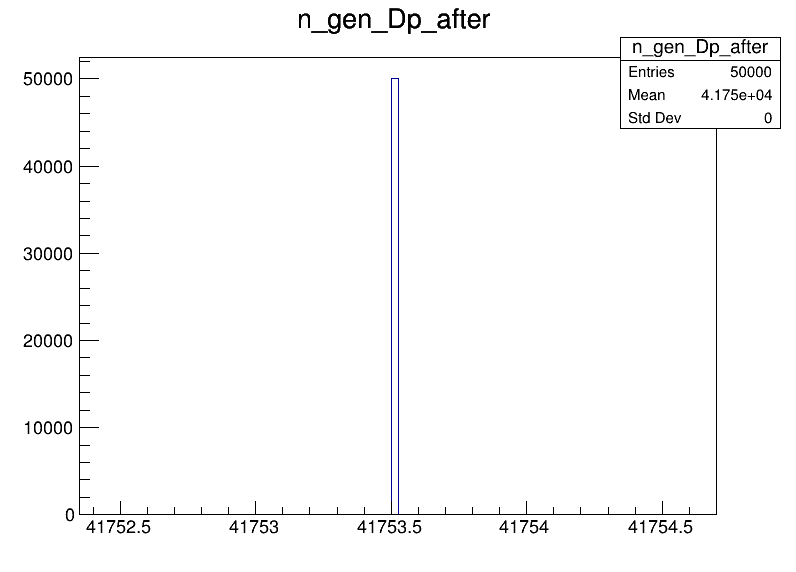 n_gen_Dp_after
n_gen_Dp_after
Entries 50000
Mean 4.175e+04
Std Dev 0
50000
40000
30000
20000
10000
0
41752.5 41753 41753.5 41754 41754.5